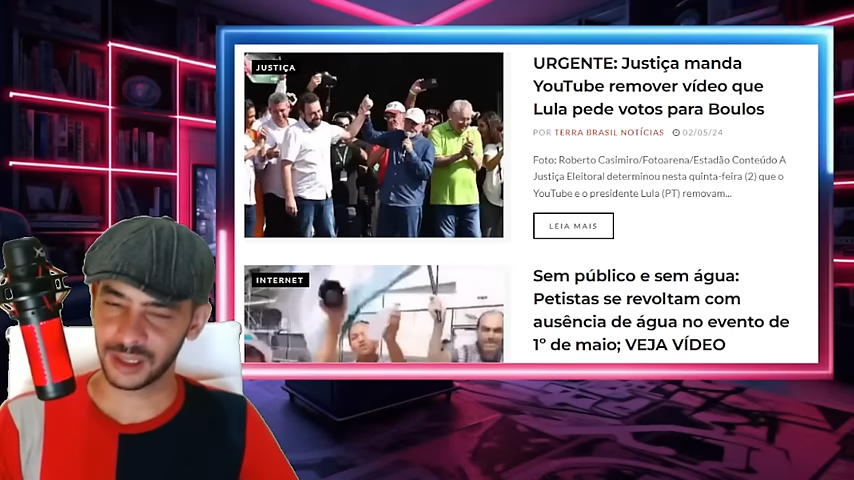 JUSTIÇA
URGENTE: Justiça manda
YouTube remover vídeo que
Lula pede votos para Boulos
POR TERRA BRASIL NOTÍCIAS 02/05/24
Foto: Roberto Casimiro/Fotoarena/Estadão Conteúdo A
Justiça Eleitoral determinou nesta quinta-feira (2) que o
YouTube e o presidente Lula (PT) removam...
LEIA MAIS
INTERNET
Sem público e sem água:
Petistas se revoltam com
ausência de água no evento de
1º de maio; VEJA VÍDEO